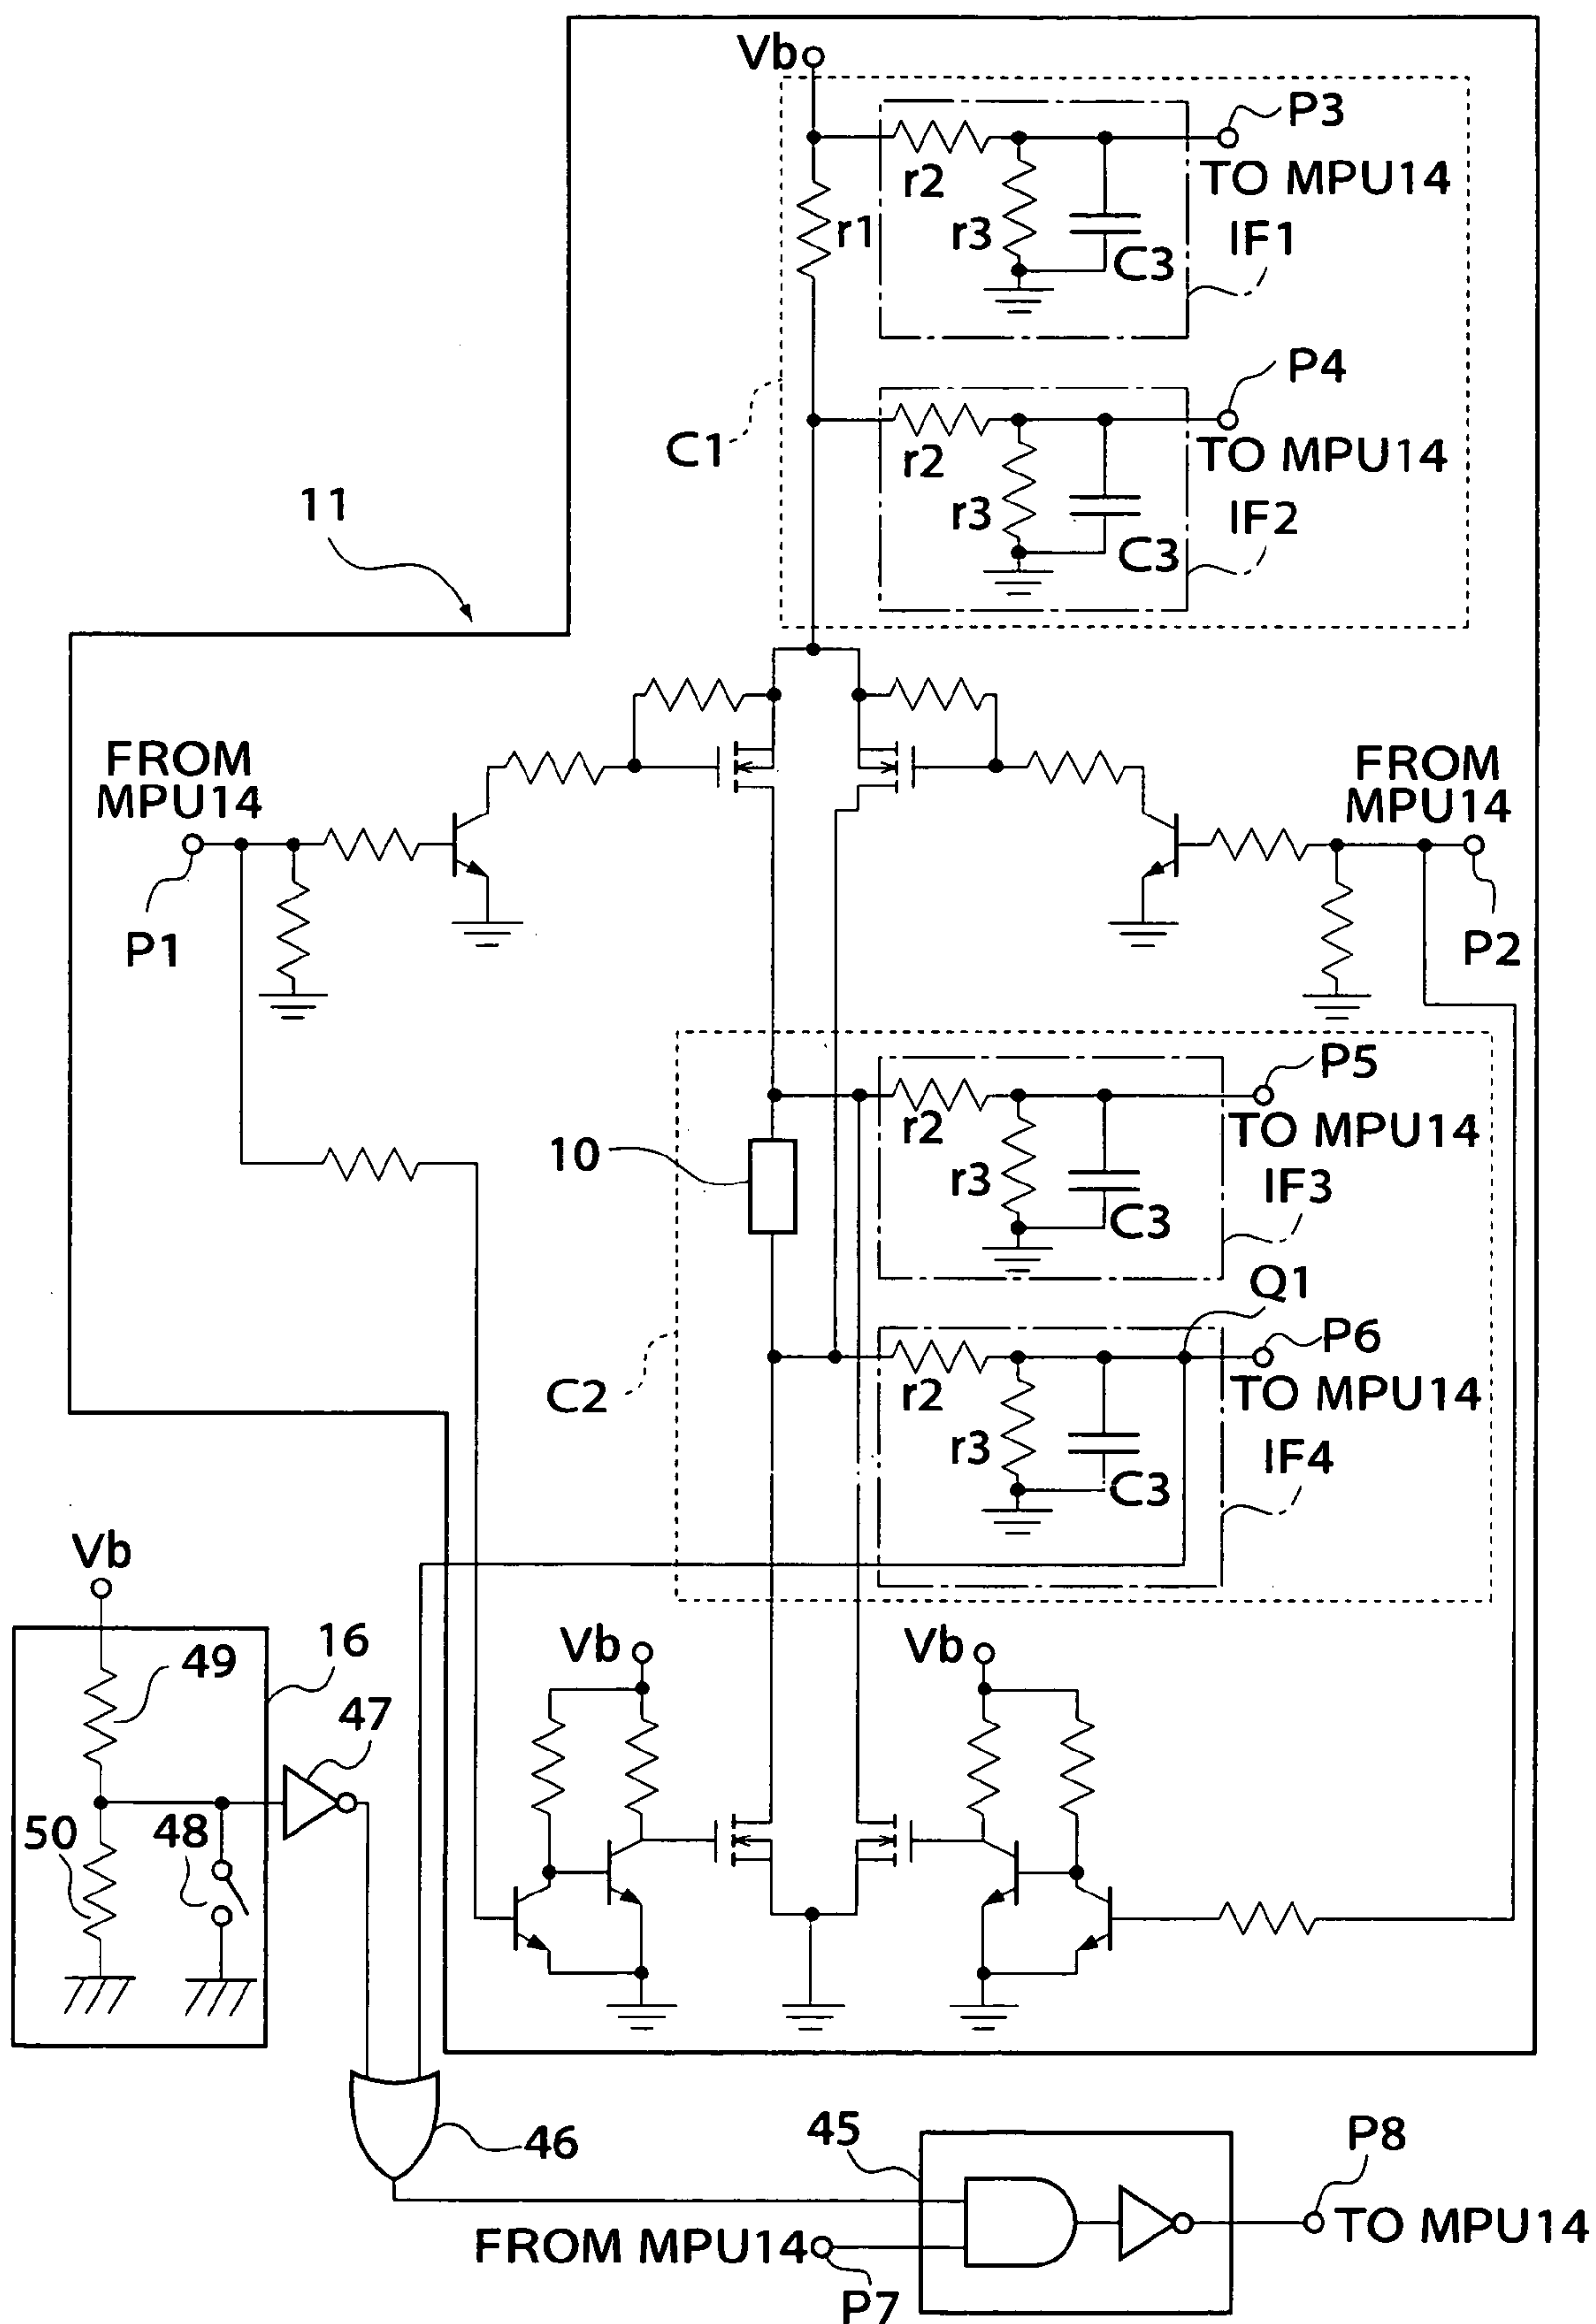 Vb
P3
r2
TO MPU14
r1
r3
C3
IF1
P4
C1
r2
TO MPU14
r3
C3
IF2
11
FROM
MPU14
FROM
MPU14
P1
P2
P5
10
r2
TO MPU14
r3
C3
IF3
Q1
P6
C2
r2
TO MPU14
r3
C3
IF4
Vb
49
16
Vb
Vb
47
50
48
46
45
P8
FROM MPU14
TO MPU14
P7